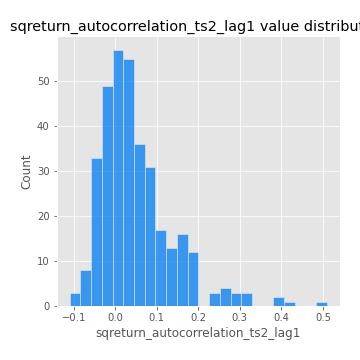 sqreturn_autocorrelation_ts2_lag1 value distribut
Count
50
40
30
20
10
0
−0.1 0.0 0.1 0.2 0.3 0.4 0.5
sqreturn_autocorrelation_ts2_lag1